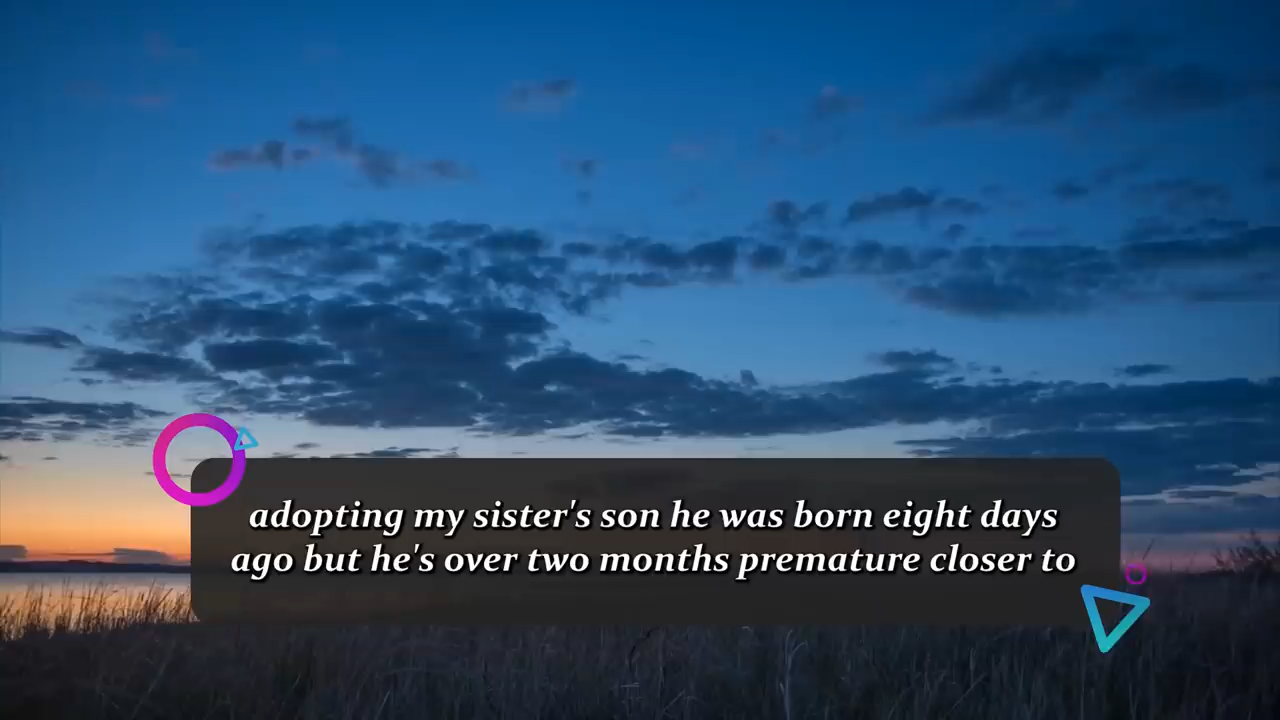 adopting my sister's son he was born eight days
ago but he's over two months premature closer to